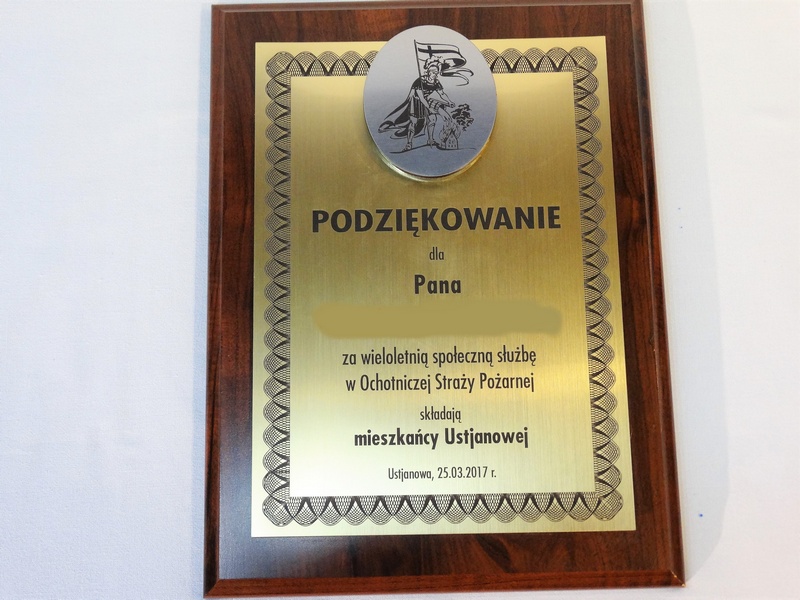 PODZIĘKOWANIE
dla
Pana
za wieloletnią społeczną służbę
w Ochotniczej Straży Pożarnej
składają
mieszkańcy Ustjanowej
Ustjanowa, 25.03.2017 r.